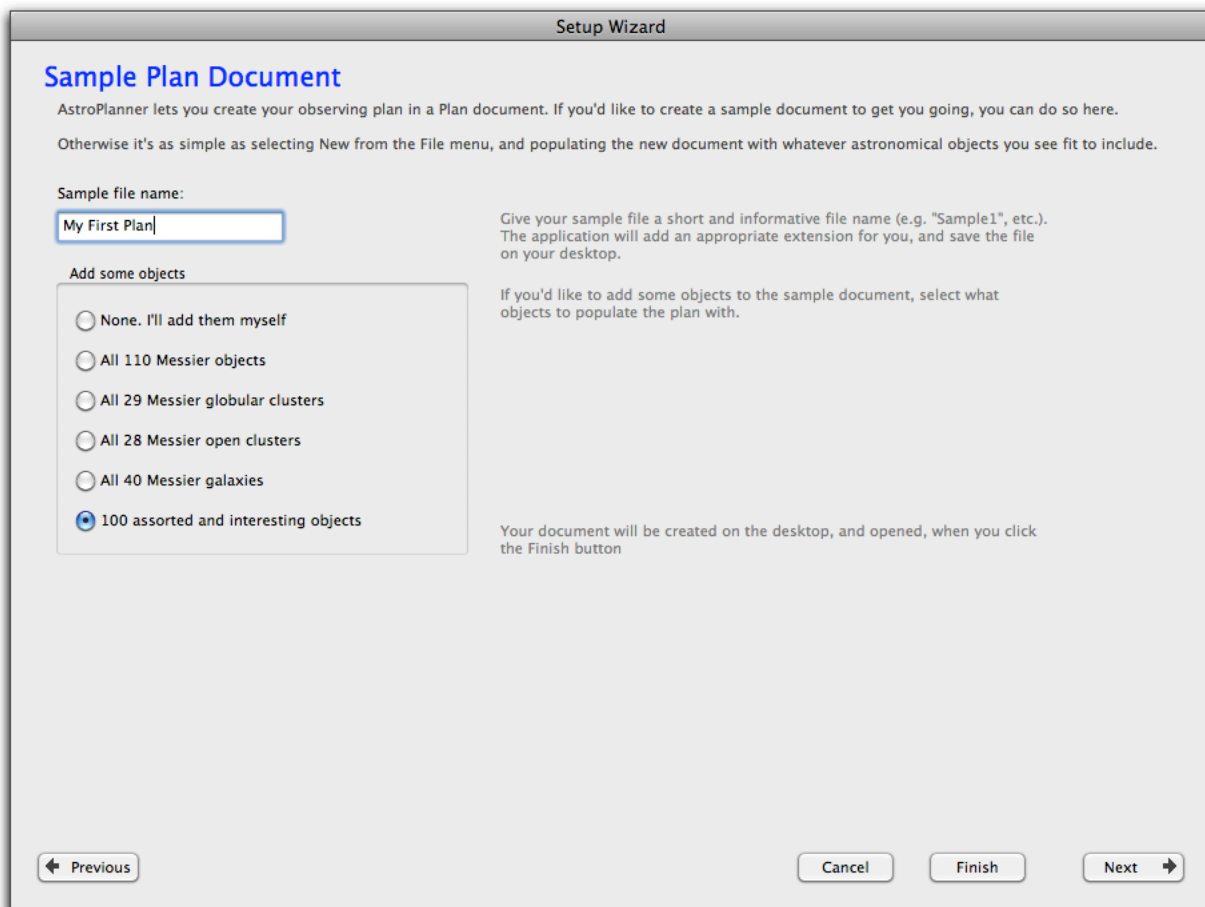 Setup Wizard
Sample Plan Document
AstroPlanner lets you create your observing plan in a Plan document. If you'd like to create a sample document to get you going, you can do so here.
Otherwise it's as simple as selecting New from the File menu, and populating the new document with whatever astronomical objects you see fit to include.
Sample file name:
My First Plan
Give your sample file a short and informative file name (e.g. "Sample1", etc.).
The application will add an appropriate extension for you, and save the file
on your desktop.
Add some objects
If you'd like to add some objects to the sample document, select what
objects to populate the plan with.
None. I'll add them myself
All 110 Messier objects
All 29 Messier globular clusters
All 28 Messier open clusters
All 40 Messier galaxies
100 assorted and interesting objects
Your document will be created on the desktop, and opened, when you click
the Finish button
Previous
Cancel
Finish
Next